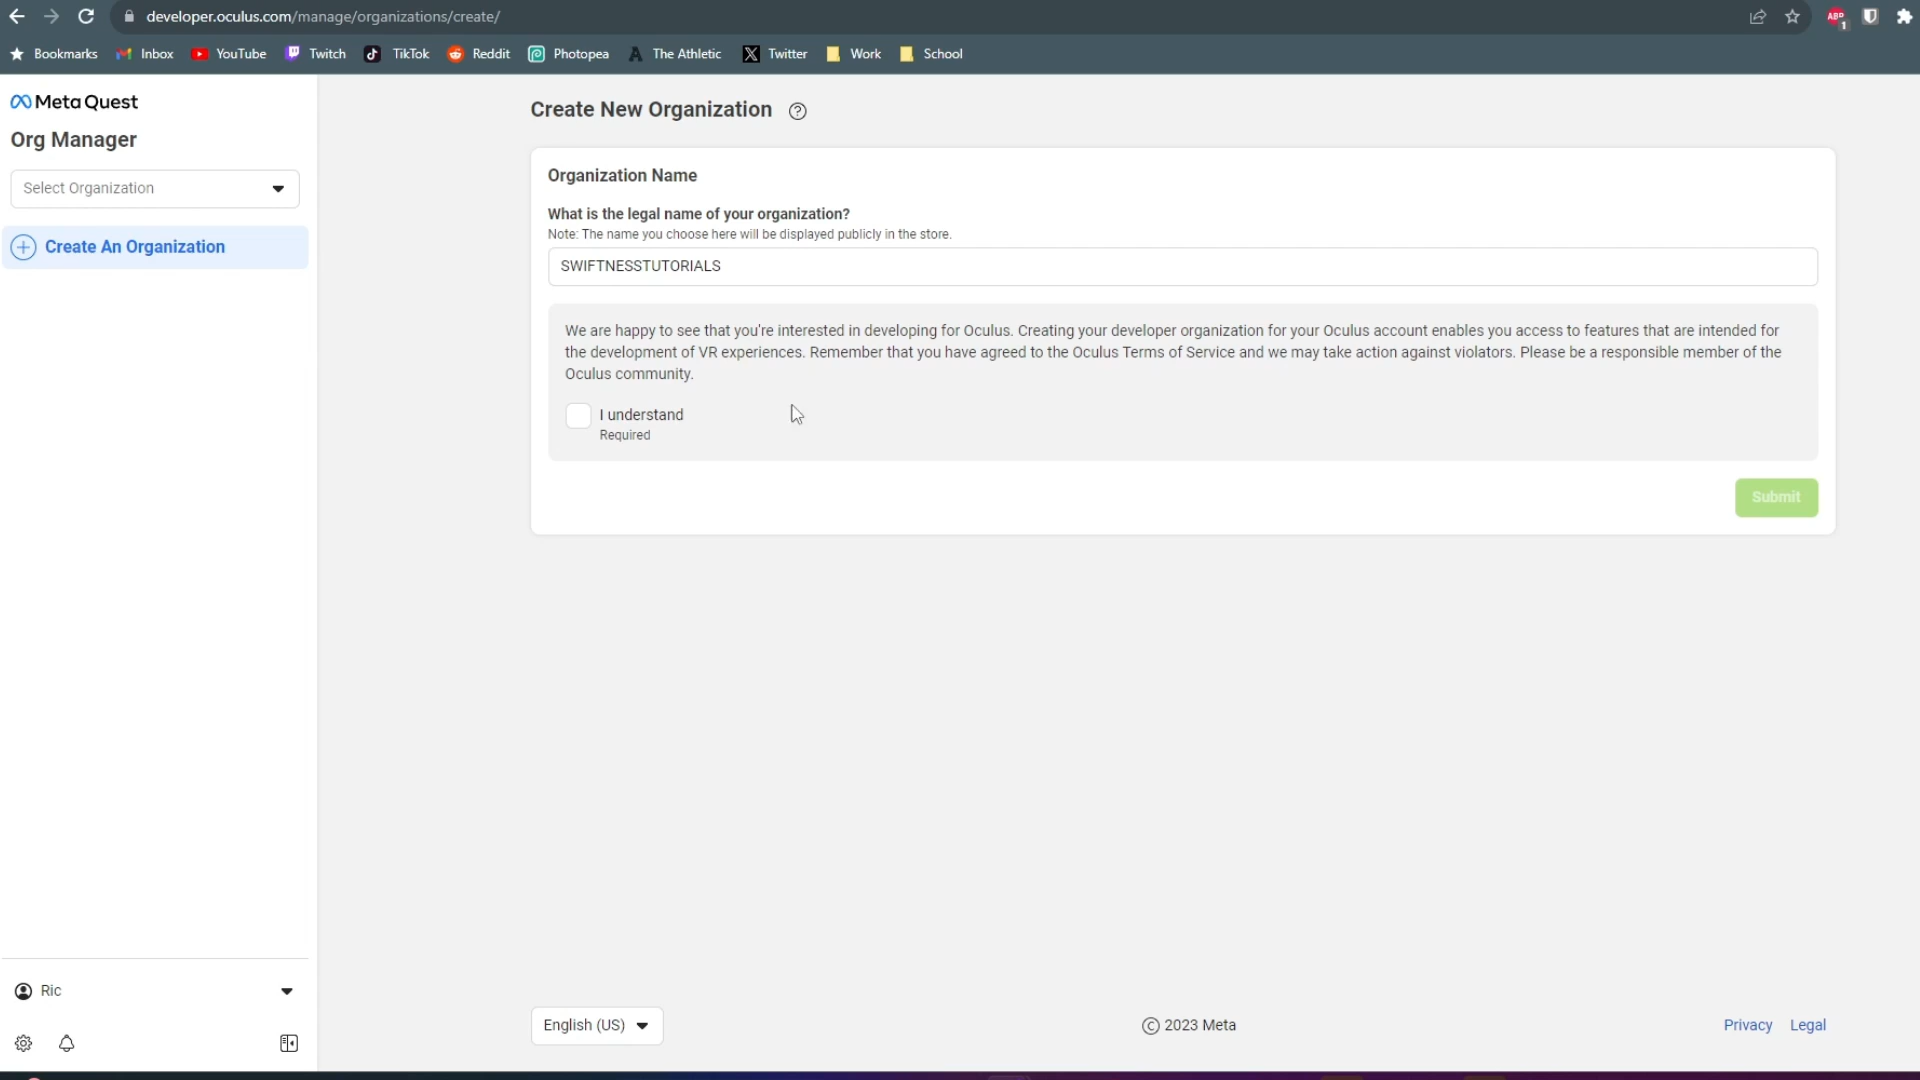 developer.oculus.com/manage/organizations/create/
ABP
1
Bookmarks Inbox YouTube Twitch TikTok Reddit Photopea The Athletic Twitter Work School
Meta Quest
Org Manager
Select Organization
Create An Organization
Create New Organization
Organization Name
What is the legal name of your organization?
Note: The name you choose here will be displayed publicly in the store.
SWIFTNESSTUTORIALS
We are happy to see that you're interested in developing for Oculus. Creating your developer organization for your Oculus account enables you access to features that are intended for
the development of VR experiences. Remember that you have agreed to the Oculus Terms of Service and we may take action against violators. Please be a responsible member of the
Oculus community.
I understand
Required
Submit
Ric
English (US)
© 2023 Meta
Privacy Legal